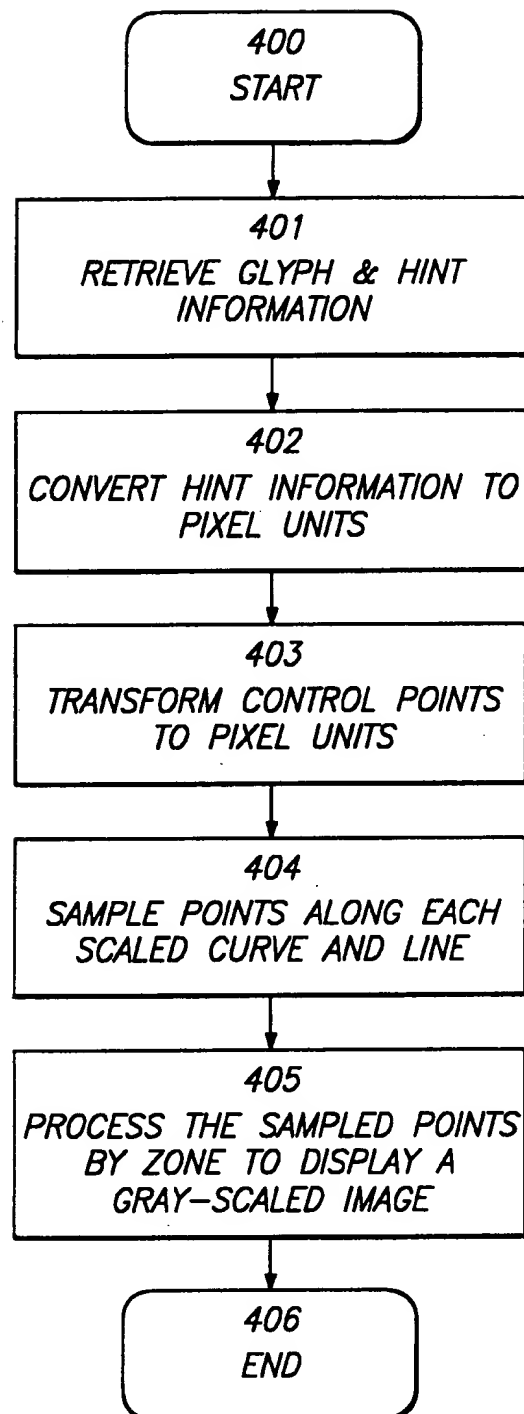 400
START
401
RETRIEVE GLYPH & HINT
INFORMATION
402
CONVERT HINT INFORMATION TO
PIXEL UNITS
403
TRANSFORM CONTROL POINTS
TO PIXEL UNITS
404
SAMPLE POINTS ALONG EACH
SCALED CURVE AND LINE
405
PROCESS THE SAMPLED POINTS
BY ZONE TO DISPLAY A
GRAY-SCALED IMAGE
406
END